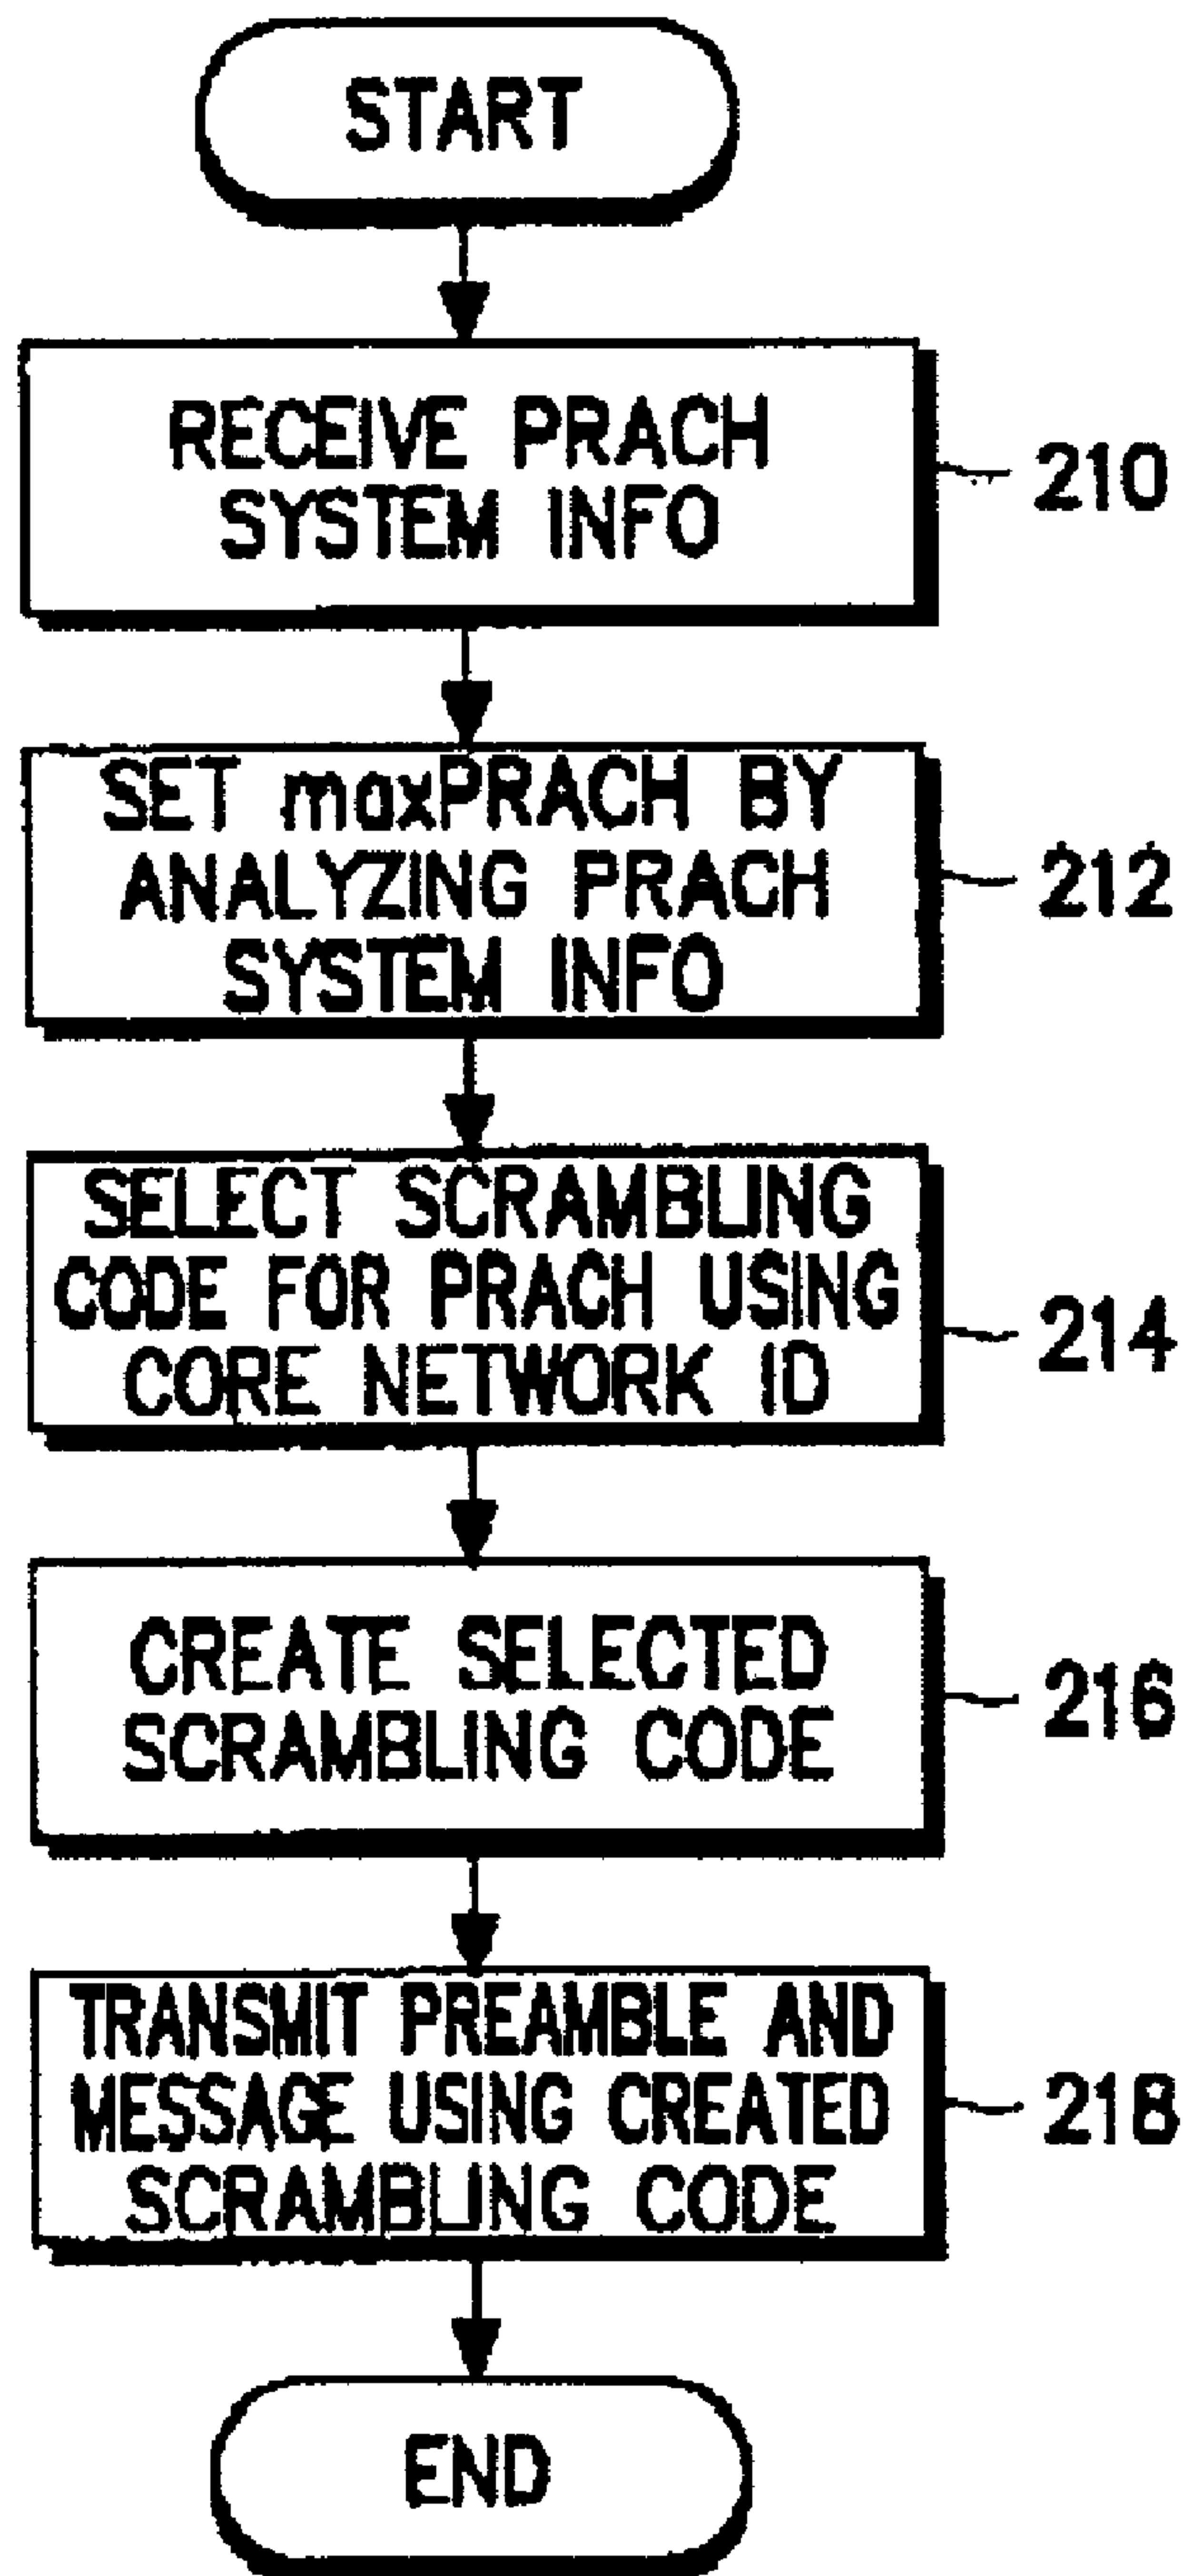 START
RECEIVE PRACH
SYSTEM INFO
210
SET maxPRACH BY
ANALYZING PRACH
SYSTEM INFO
212
SELECT SCRAMBLING
CODE FOR PRACH USING
CORE NETWORK ID
214
CREATE SELECTED
SCRAMBLING CODE
216
TRANSMIT PREAMBLE AND
MESSAGE USING CREATED
SCRAMBLING CODE
218
END